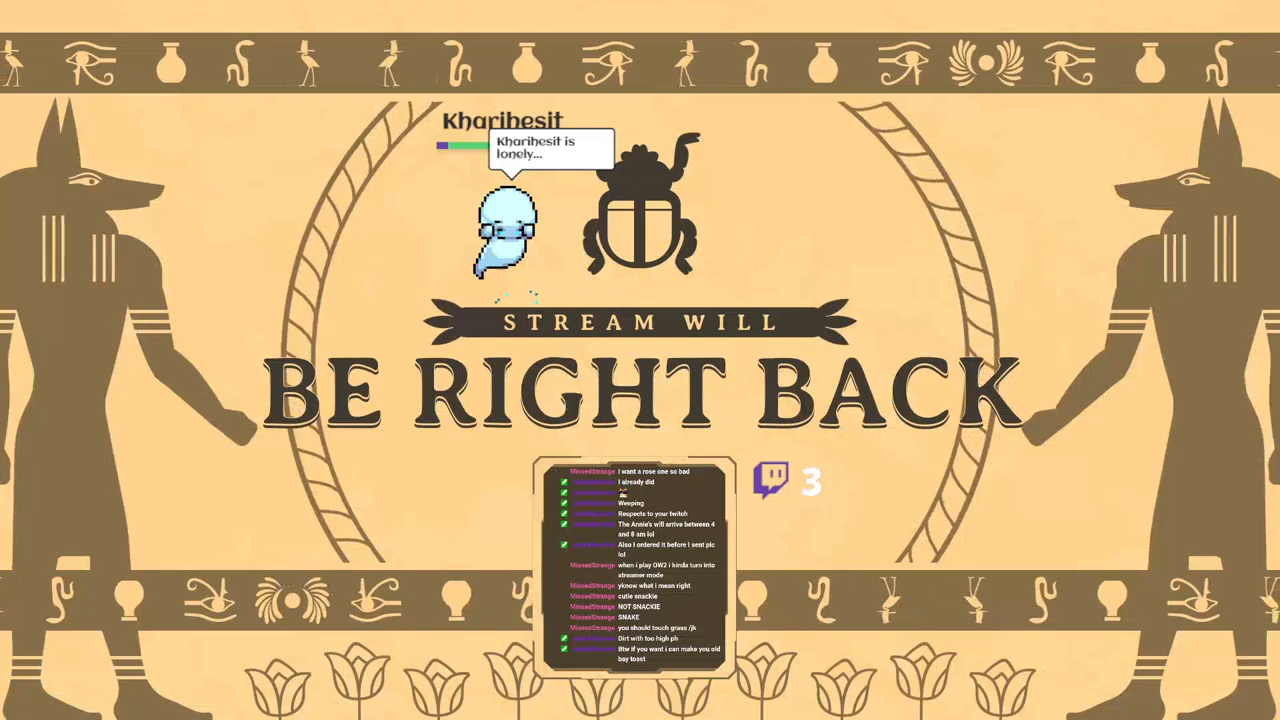 Kharihesit
Kharihesit is
lonely...
STREAM WILL
BE RIGHT BACK
3
MissedStrange i want a rose one so bad
I already did
Weeping
Respects to your twitch
The Annie's will arrive between 4
and 8 am lol
Also I ordered it before I sent pic
lol
MissedStrange when i play OW2 i kinda turn into
streamer mode
MissedStrange yknow what i mean right
MissedStrange cutie snackie
MissedStrange NOT SNACKIE
MissedStrange SNAKE
MissedStrange you should touch grass /jk
Dirt with too high ph
Btw if you want i can make you old
bay toast